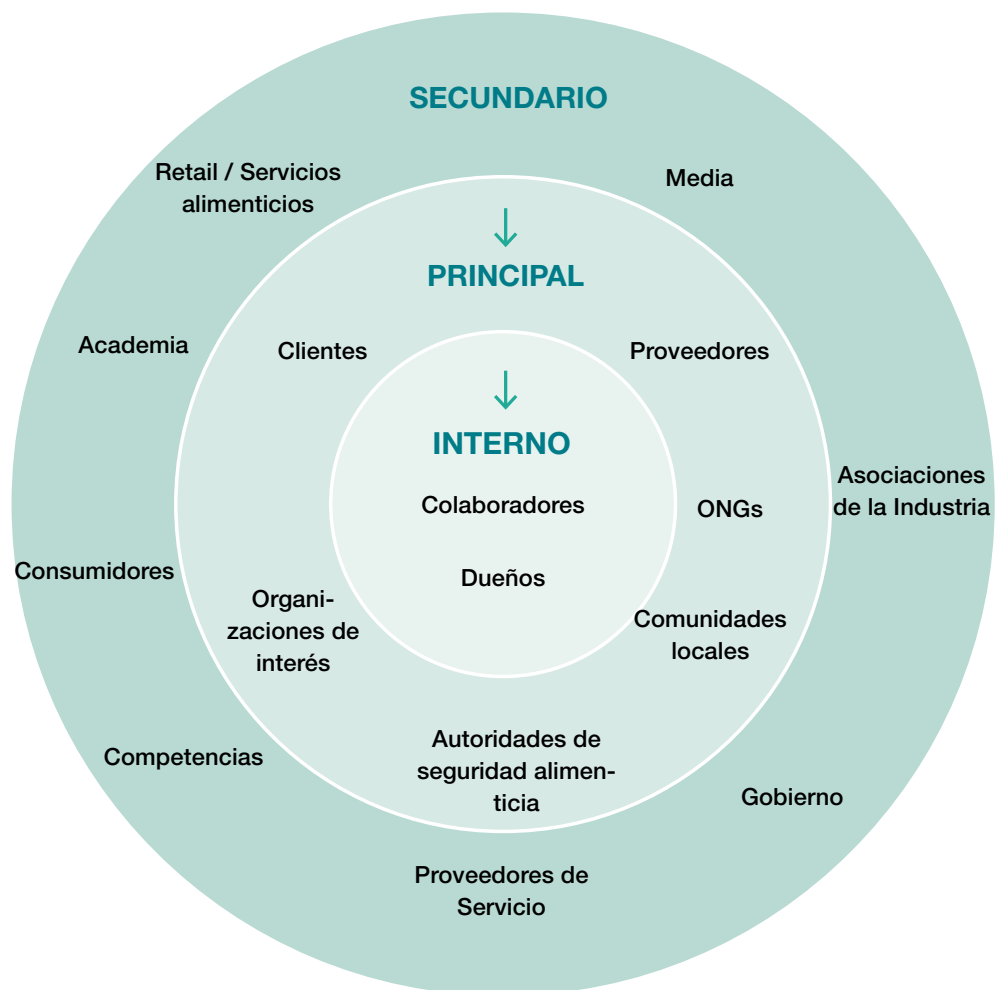 SECUNDARIO
Retail / Servicios
alimenticios
Media
PRINCIPAL
Academia
Clientes
Proveedores
INTERNO
Colaboradores
ONGs
Asociaciones
de la Industria
Dueños
Consumidores
Organi-
zaciones de
interés
Comunidades
locales
Competencias
Autoridades de
seguridad alimen-
ticia
Gobierno
Proveedores de
Servicio